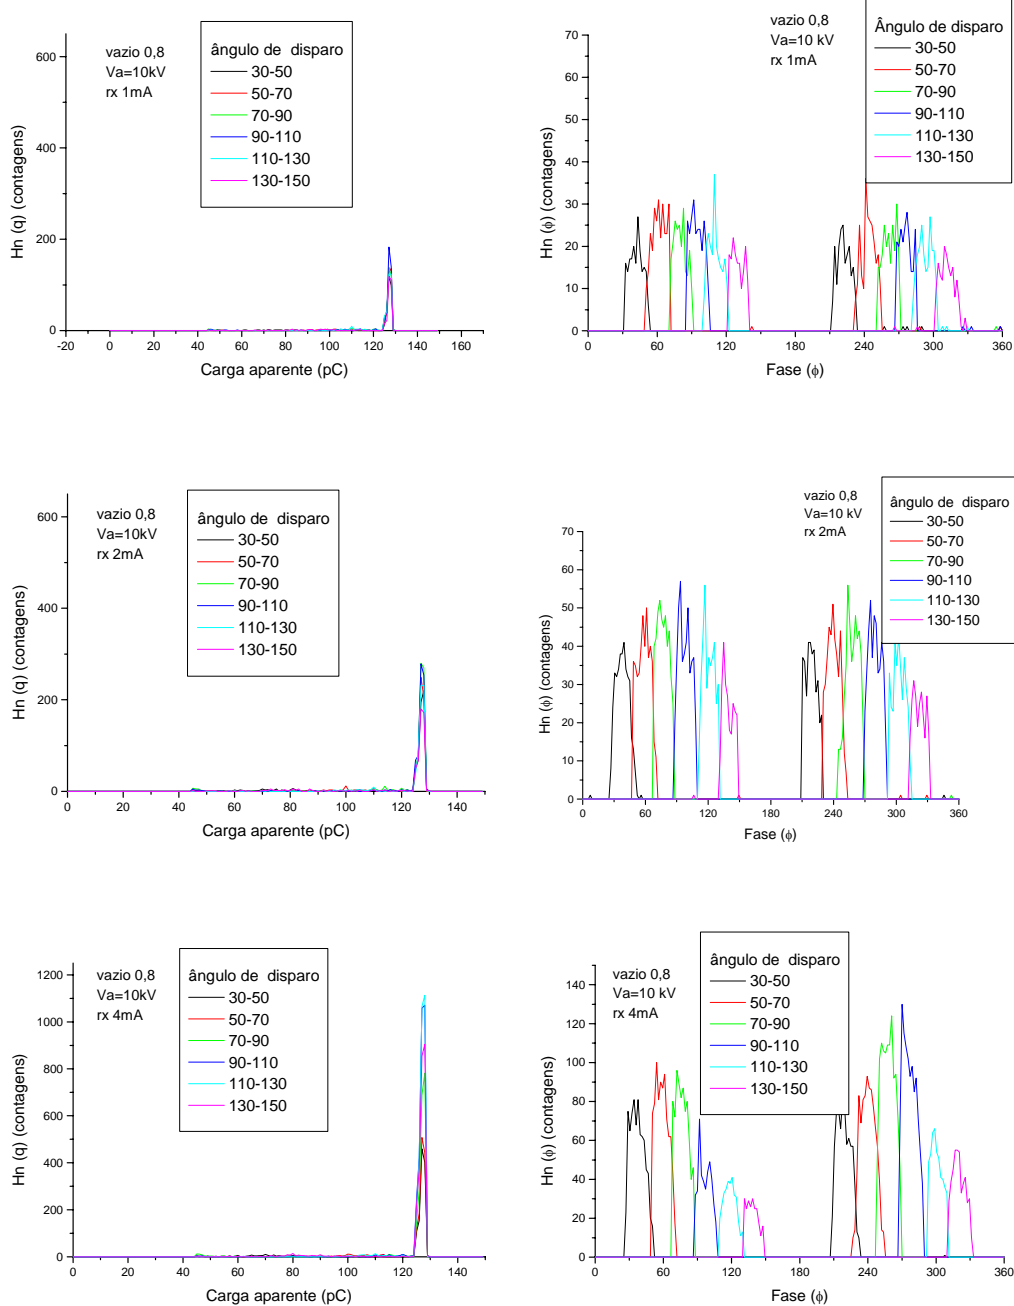 vazio 0,8
Va=10kV
rx 1mA
ângulo de disparo
30-50
50-70
70-90
90-110
110-130
130-150
600
400
200
0
-20 0 20 40 60 80 100 120 140 160
Hn (q) (contagens)
Carga aparente (pC)
vazio 0,8
Va=10 kV
rx 1mA
Ângulo de disparo
30-50
50-70
70-90
90-110
110-130
130-150
70
60
50
40
30
20
10
0
0 60 120 180 240 300 360
Hn (ϕ) (contagens)
Fase (ϕ)
vazio 0,8
Va=10kV
rx 2mA
ângulo de disparo
30-50
50-70
70-90
90-110
110-130
130-150
600
400
200
0
0 20 40 60 80 100 120 140
Hn (q) (contagens)
Carga aparente (pC)
vazio 0,8
Va=10 kV
rx 2mA
ângulo de disparo
30-50
50-70
70-90
90-110
110-130
130-150
70
60
50
40
30
20
10
0
0 60 120 180 240 300 360
Hn (ϕ) (contagens)
Fase (ϕ)
vazio 0,8
Va=10kV
rx 4mA
ângulo de disparo
30-50
50-70
70-90
90-110
110-130
130-150
1200
1000
800
600
400
200
0
0 20 40 60 80 100 120 140
Hn (q) (contagens)
Carga aparente (pC)
vazio 0,8
Va=10 kV
rx 4mA
ângulo de disparo
30-50
50-70
70-90
90-110
110-130
130-150
140
120
100
80
60
40
20
0
0 60 120 180 240 300 360
Hn (ϕ) (contagens)
Fase (ϕ)